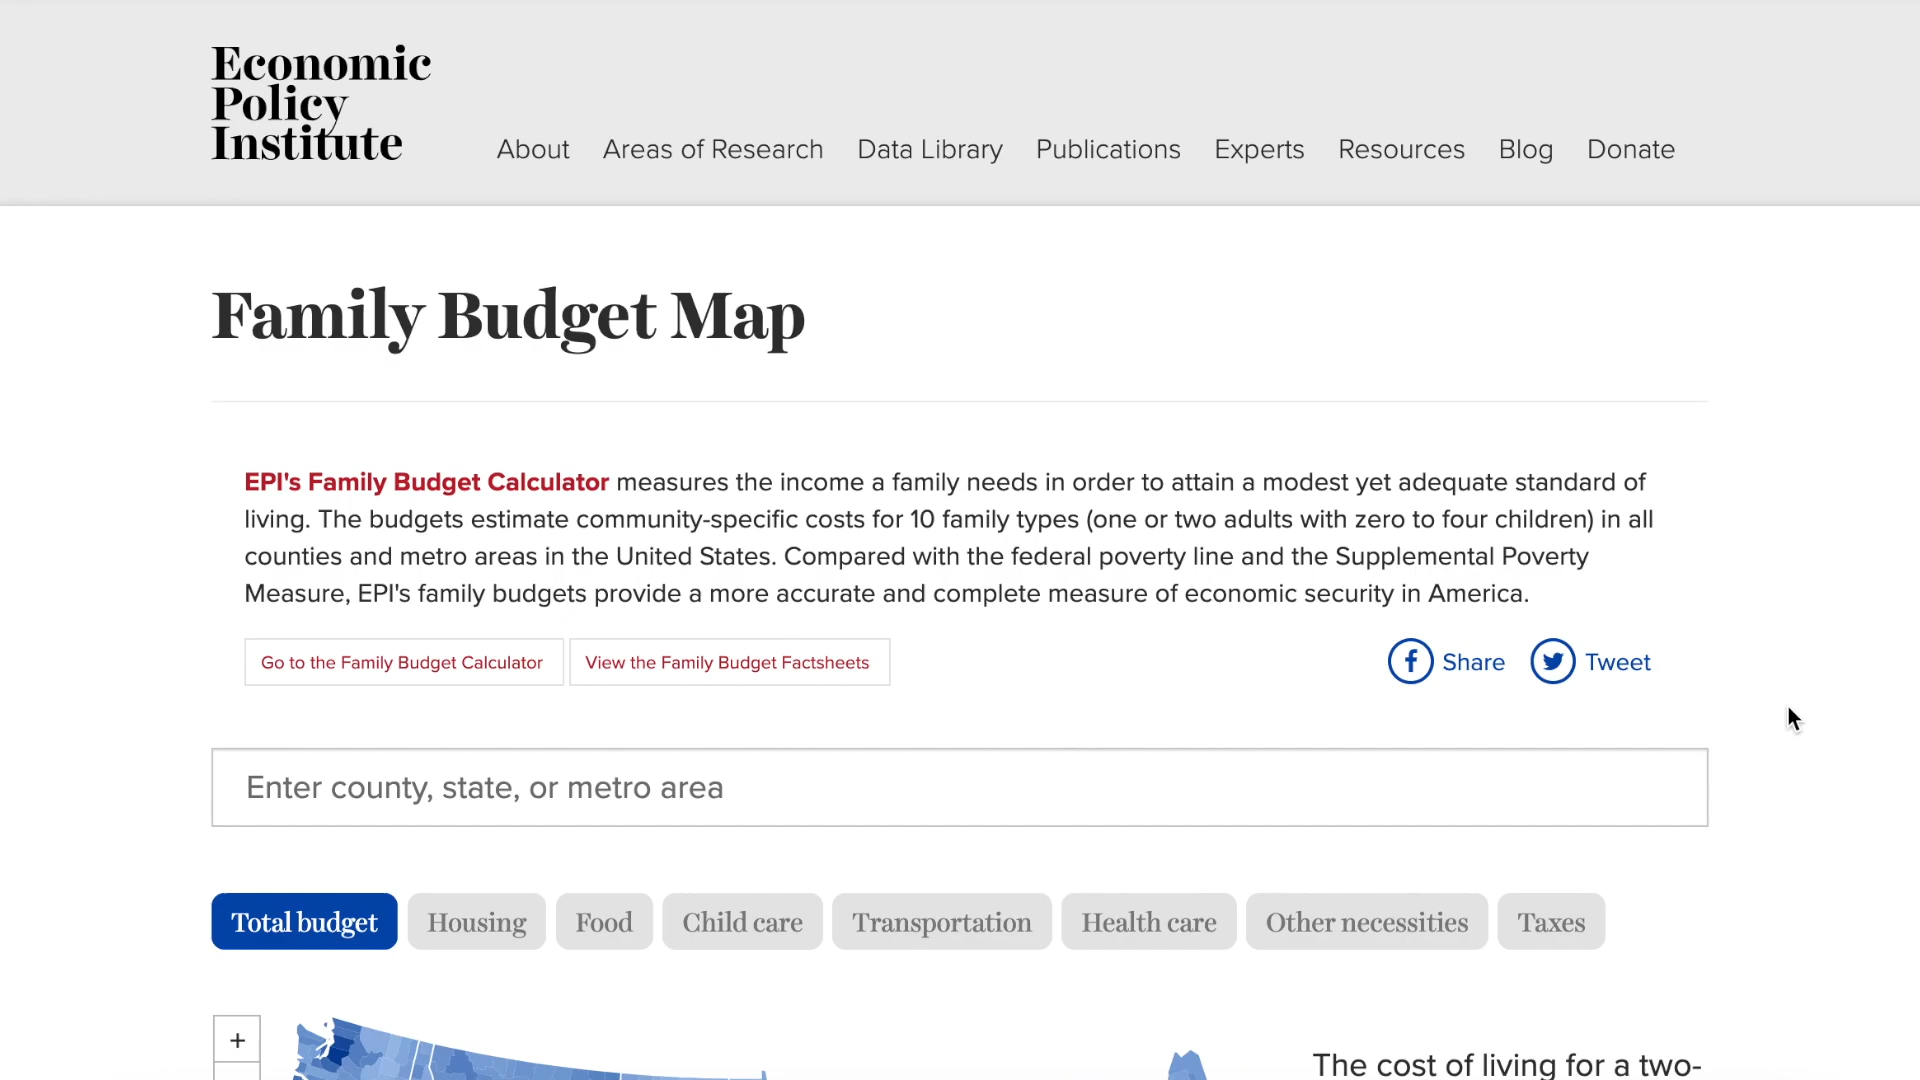 Economic
Policy
Institute
About Areas of Research Data Library Publications Experts Resources Blog Donate
Family Budget Map
EPI's Family Budget Calculator measures the income a family needs in order to attain a modest yet adequate standard of
living. The budgets estimate community-specific costs for 10 family types (one or two adults with zero to four children) in all
counties and metro areas in the United States. Compared with the federal poverty line and the Supplemental Poverty
Measure, EPI's family budgets provide a more accurate and complete measure of economic security in America.
Go to the Family Budget Calculator View the Family Budget Factsheets Share Tweet
Enter county, state, or metro area
Total budget Housing Food Child care Transportation Health care Other necessities Taxes
+
The cost of living for a two-